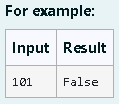 For example:
Input Result
101 False